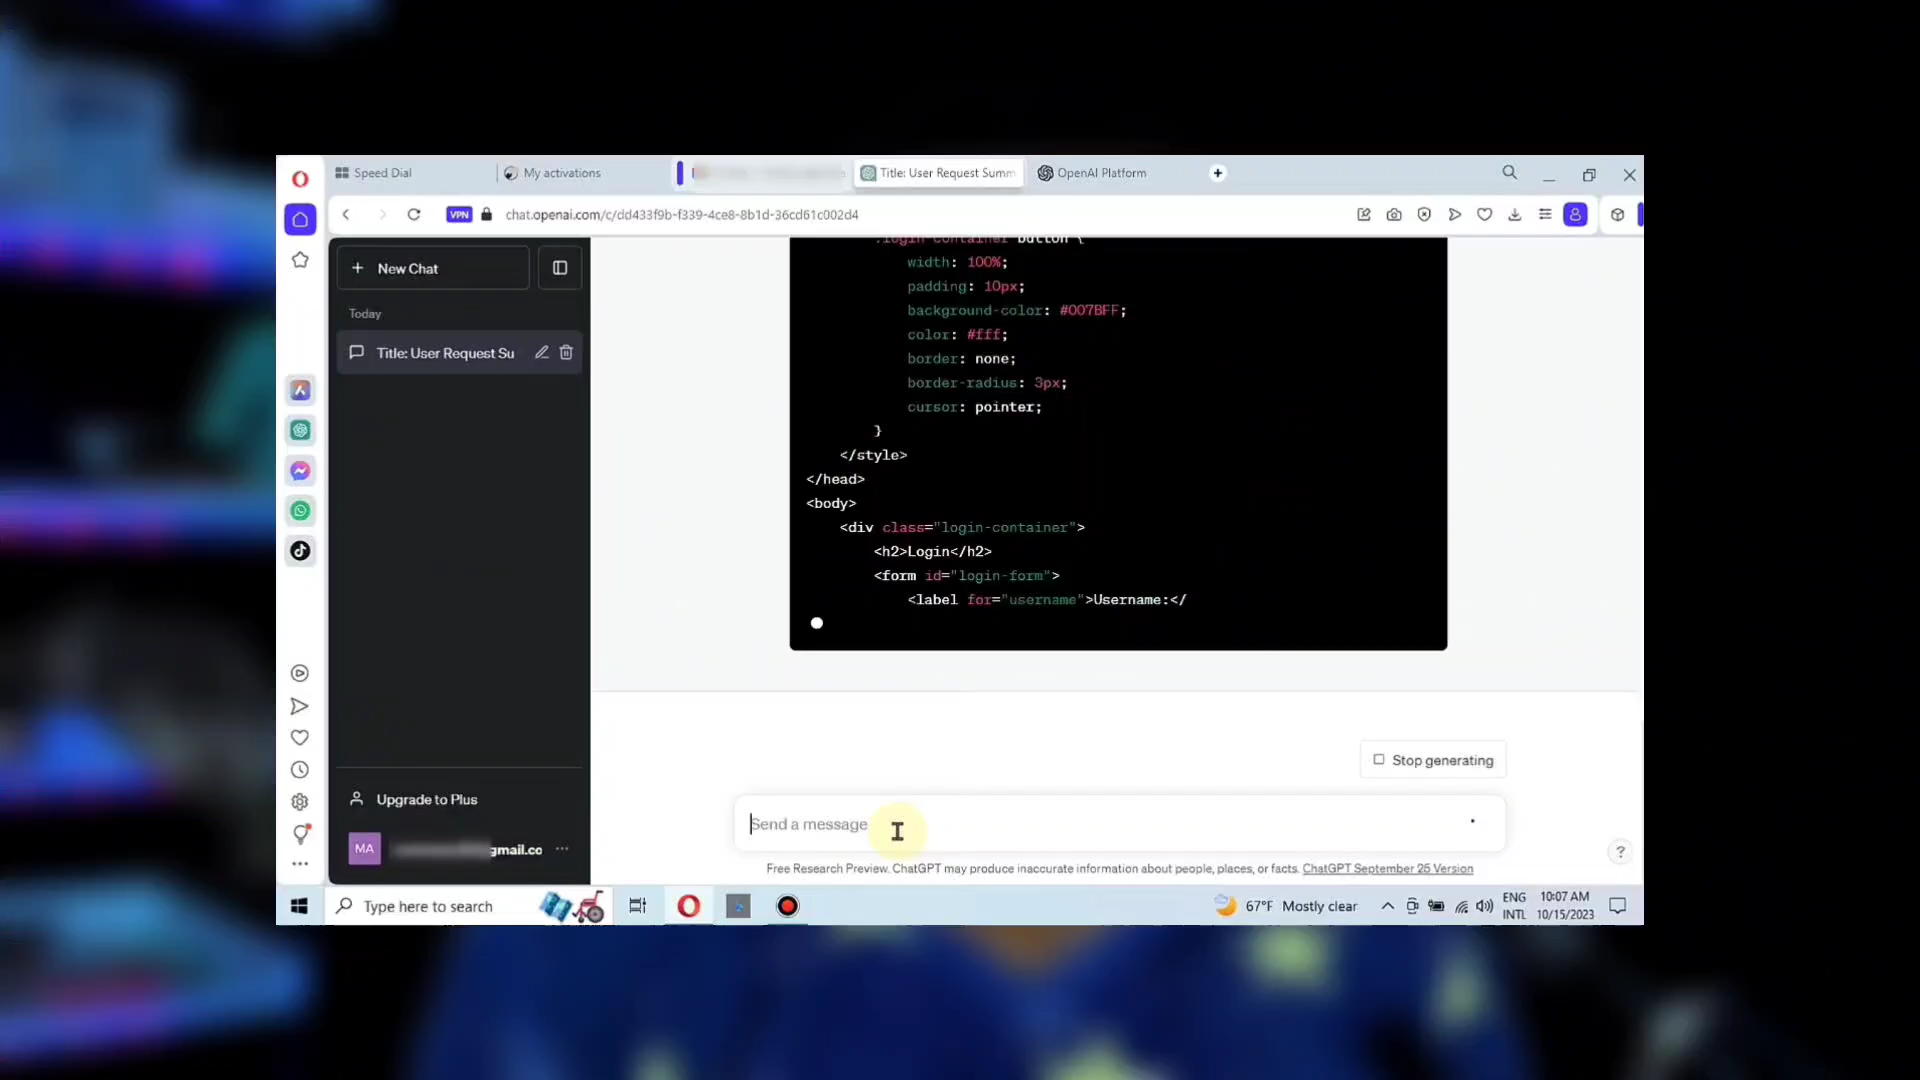 Speed Dial
My activations
Title: User Request Summ
OpenAI Platform
VPN
chat.openai.com/c/dd433f9b-f339-4ce8-8b1d-36cd61c002d4
New Chat
Today
Title: User Request Su
.login-container button {
width: 100%;
padding: 10px;
background-color: #007BFF;
color: #fff;
border: none;
border-radius: 3px;
cursor: pointer;
}
</style>
</head>
<body>
<div class="login-container">
<h2>Login</h2>
<form id="login-form">
<label for="username">Username:</
Stop generating
Send a message
Free Research Preview. ChatGPT may produce inaccurate information about people, places, or facts. ChatGPT September 25 Version
?
Upgrade to Plus
MA
gmail.co
Type here to search
67°F Mostly clear
ENG
INTL
10:07 AM
10/15/2023